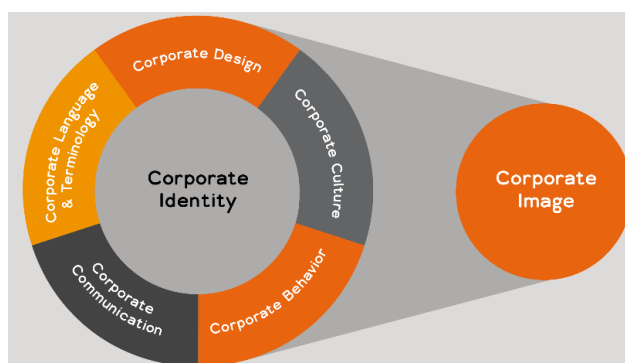 Corporate Design
Corporate Culture
Corporate Behavior
Corporate
Communication
Corporate Language
& Terminology
Corporate
Identity
Corporate
Image